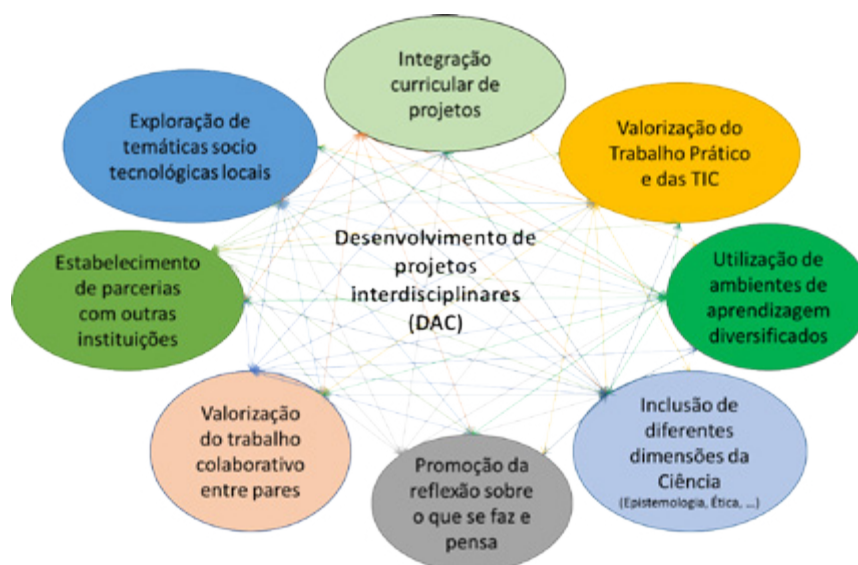 Integração
curricular de
projetos
Exploração de
temáticas socio
tecnológicas locais
Valorização do
Trabalho Prático
e das TIC
Desenvolvimento de
projetos
interdisciplinares
(DAC)
Estabelecimento
de parcerias
com outras
instituições
Utilização de
ambientes de
aprendizagem
diversificados
Valorização
do trabalho
colaborativo
entre pares
Promoção da
reflexão sobre
o que se faz e
pensa
Inclusão de
diferentes
dimensões da
Ciência
(Epistemologia, Ética, ...)